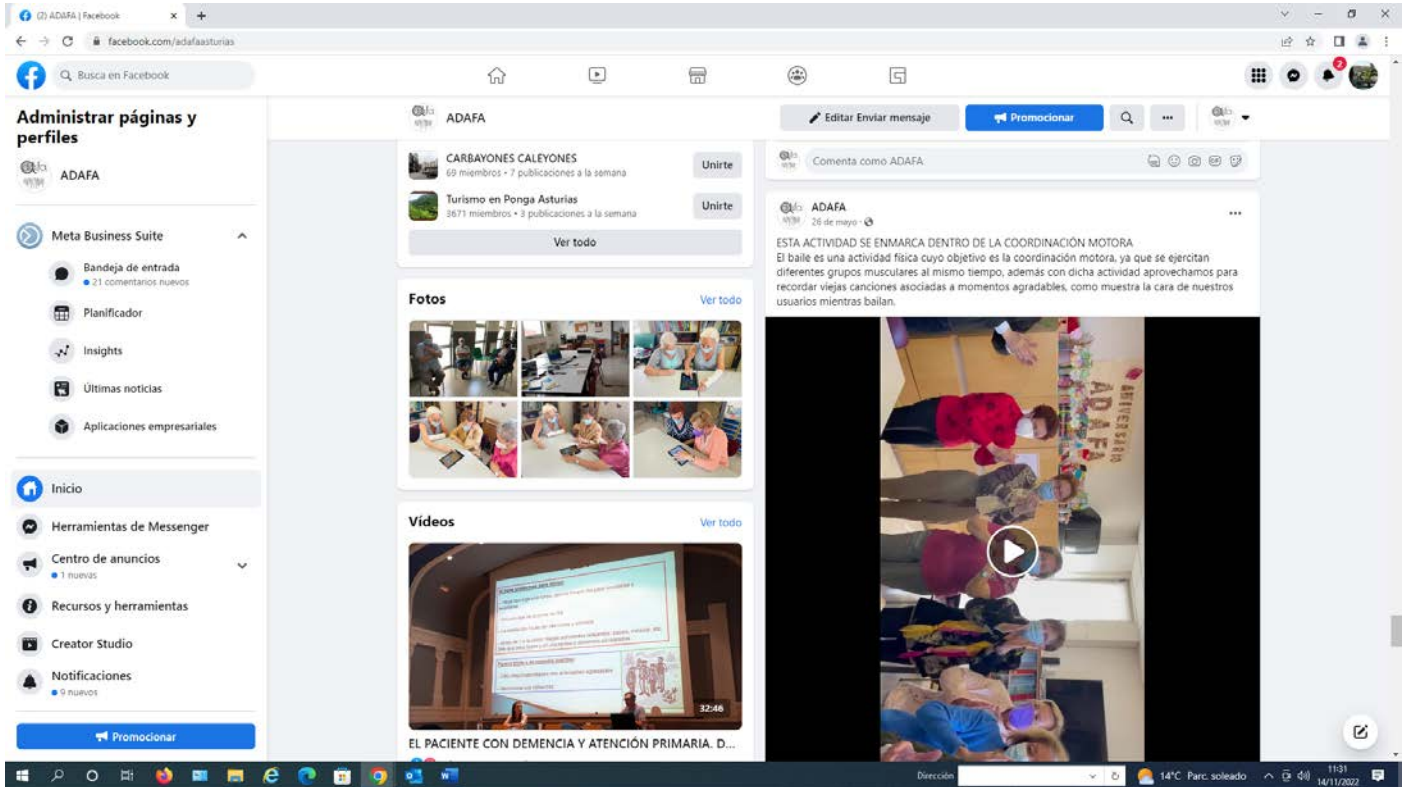 (2) ADAFA | Facebook
facebook.com/adafaasturias
Busca en Facebook
2
Administrar páginas y
perfiles
ADAFA
Meta Business Suite
Bandeja de entrada
21 comentarios nuevos
Planificador
Insights
Últimas noticias
Aplicaciones empresariales
Inicio
Herramientas de Messenger
Centro de anuncios
1 nuevas
Recursos y herramientas
Creator Studio
Notificaciones
9 nuevos
Promocionar
ADAFA
Editar Enviar mensaje
Promocionar
CARBAYONES CALEYONES
69 miembros • 7 publicaciones a la semana
Unirte
Turismo en Ponga Asturias
3671 miembros • 3 publicaciones a la semana
Unirte
Ver todo
Fotos
Ver todo
Vídeos
Ver todo
32:46
EL PACIENTE CON DEMENCIA Y ATENCIÓN PRIMARIA. D...
Comenta como ADAFA
ADAFA
26 de mayo
ESTA ACTIVIDAD SE ENMARCA DENTRO DE LA COORDINACIÓN MOTORA
El baile es una actividad física cuyo objetivo es la coordinación motora, ya que se ejercitan
diferentes grupos musculares al mismo tiempo, además con dicha actividad aprovechamos para
recordar viejas canciones asociadas a momentos agradables, como muestra la cara de nuestros
usuarios mientras bailan.
ANIVERSARIO
ADAFA
Dirección
14°C Parc. soleado
11:31
14/11/2022